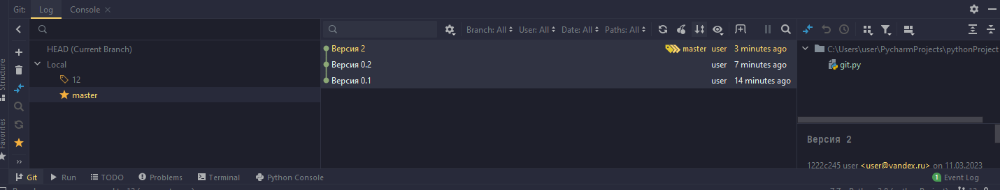 Git: Log Console
Branch: All User: All Date: All Paths: All
HEAD (Current Branch)
Local
12
master
Версия 2 master user 3 minutes ago
Версия 0.2 user 7 minutes ago
Версия 0.1 user 14 minutes ago
C:\Users\user\PycharmProjects\pythonProject
git.py
Версия 2
1222c245 user <user@yandex.ru> on 11.03.2023
Structure
Favorites
Git Run TODO Problems Terminal Python Console 1 Event Log